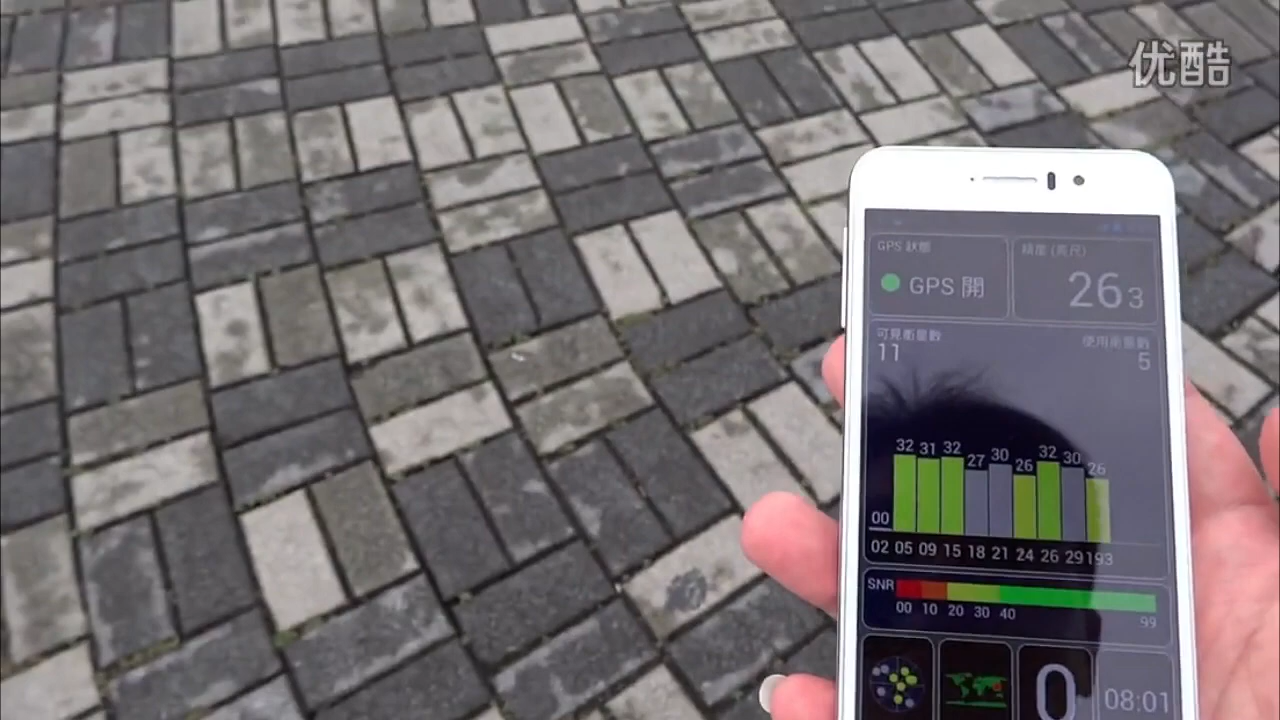 优酷
GPS 狀態
GPS 開
精度 (英尺)
26 3
可見衛星數
11
使用衛星數
5
32 31 32 27 30 26 32 30 26
00
02 05 09 15 18 21 24 26 29 193
SNR
00 10 20 30 40 99
0
08:01